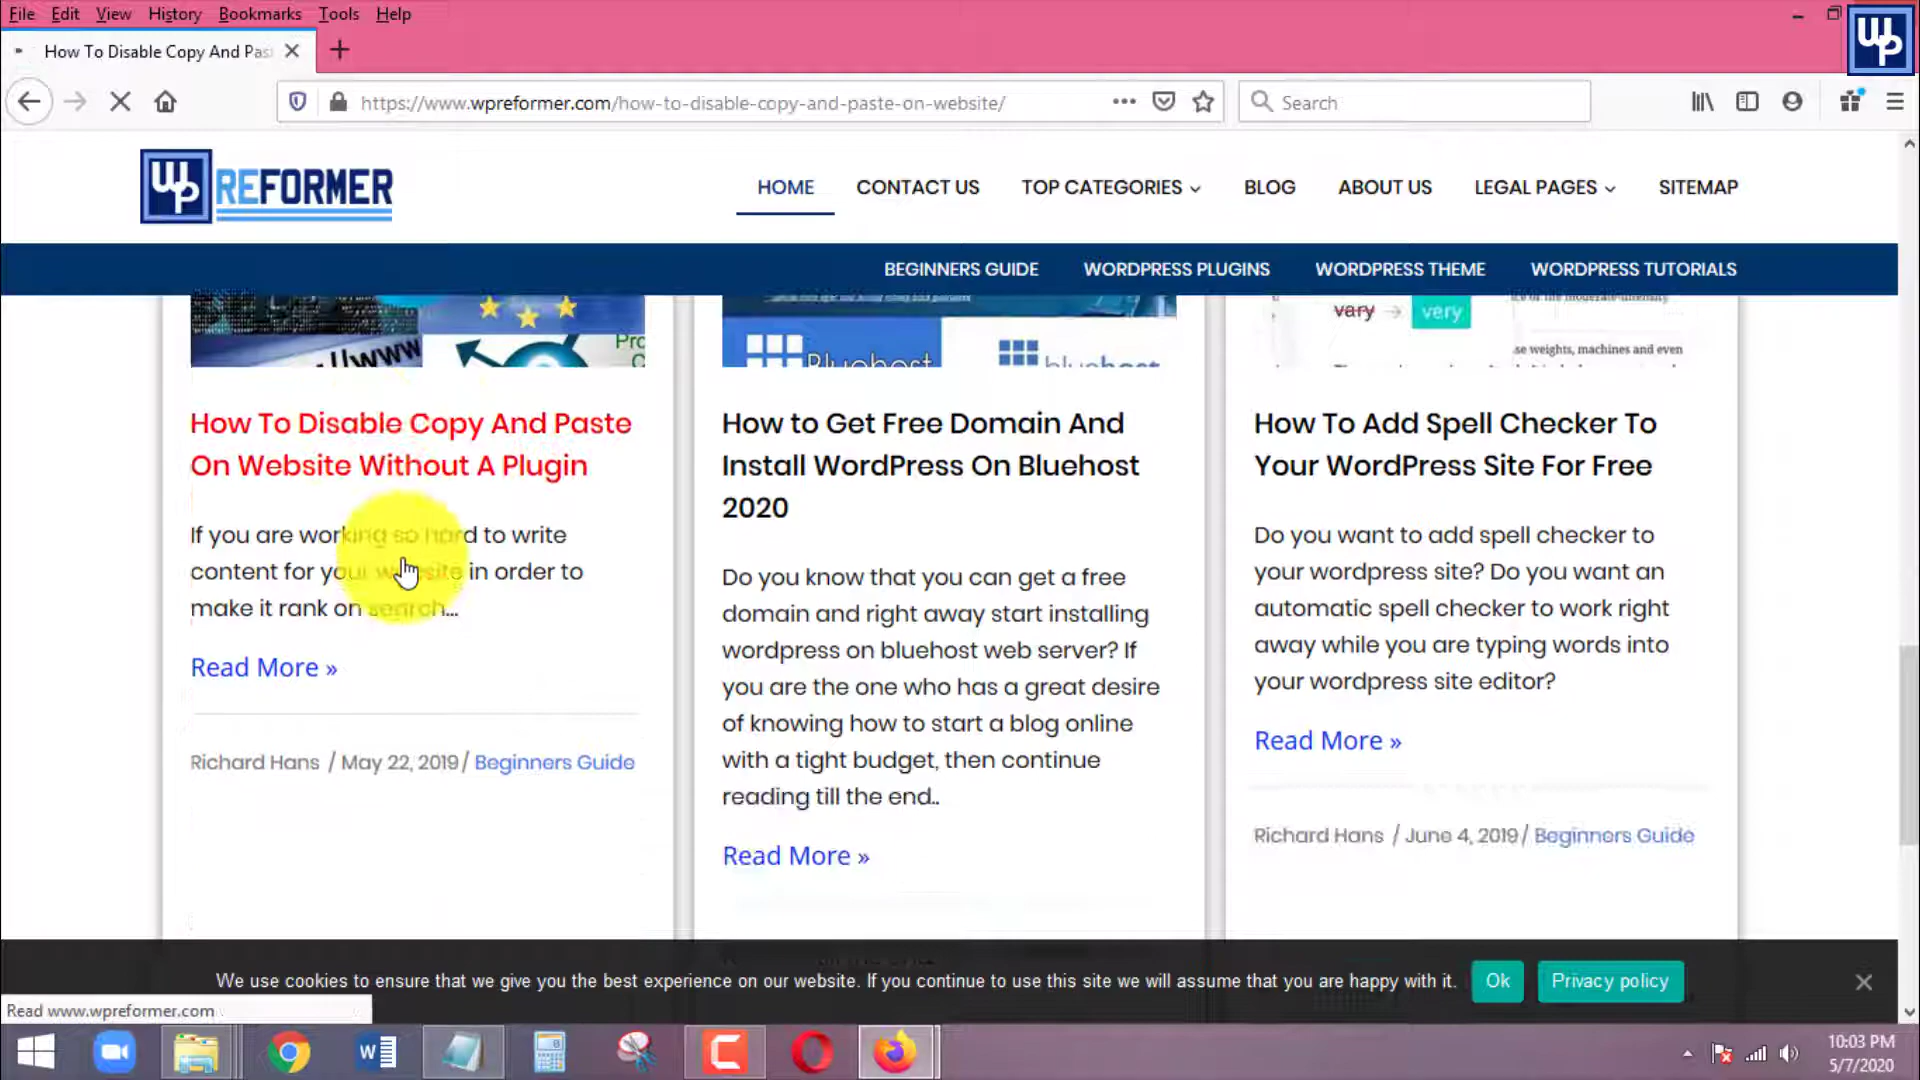 File Edit View History Bookmarks Tools Help
WP
How To Disable Copy And Pas
https://www.wpreformer.com/how-to-disable-copy-and-paste-on-website/
Search
WP REFORMER
HOME CONTACT US TOP CATEGORIES BLOG ABOUT US LEGAL PAGES SITEMAP
BEGINNERS GUIDE WORDPRESS PLUGINS WORDPRESS THEME WORDPRESS TUTORIALS
vary → very
//www
Pro
C
Bluehost bluehost
se weights, machines and even
How To Disable Copy And Paste
On Website Without A Plugin
If you are working so hard to write
content for your website in order to
make it rank on search...
Read More »
Richard Hans / May 22, 2019 / Beginners Guide
How to Get Free Domain And
Install WordPress On Bluehost
2020
Do you know that you can get a free
domain and right away start installing
wordpress on bluehost web server? If
you are the one who has a great desire
of knowing how to start a blog online
with a tight budget, then continue
reading till the end..
Read More »
How To Add Spell Checker To
Your WordPress Site For Free
Do you want to add spell checker to
your wordpress site? Do you want an
automatic spell checker to work right
away while you are typing words into
your wordpress site editor?
Read More »
Richard Hans / June 4, 2019 / Beginners Guide
We use cookies to ensure that we give you the best experience on our website. If you continue to use this site we will assume that you are happy with it. Ok Privacy policy
Read www.wpreformer.com
10:03 PM
5/7/2020